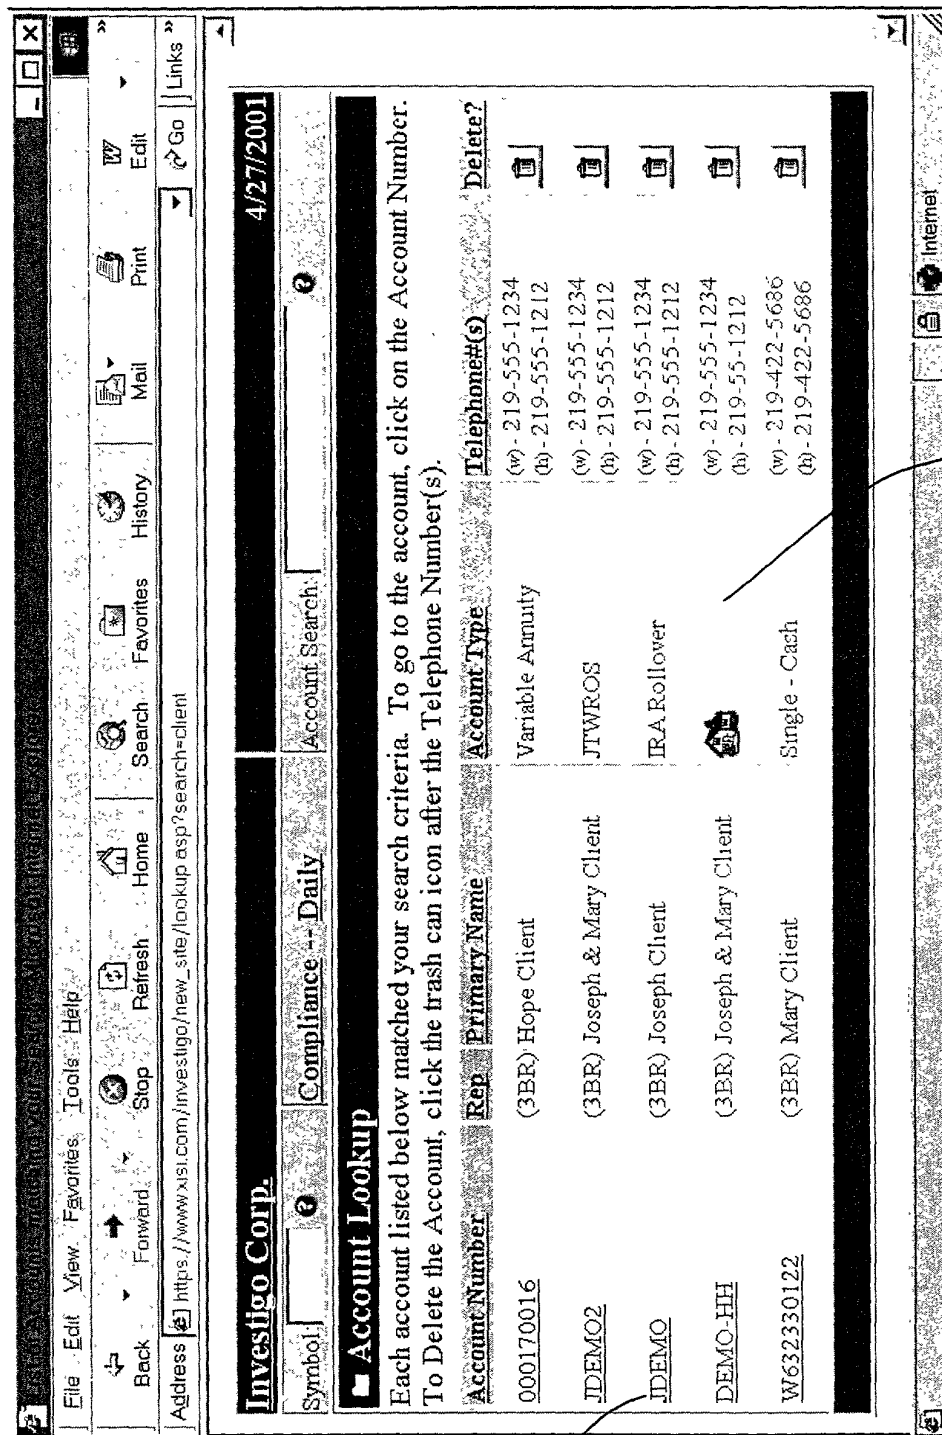 File Edit View Favorites Tools Help
Back Forward Stop Refresh Home Search Favorites History Mail Print Edit
Address https://www.xisi.com/investigo/new_site/lookup.asp?search=client Go Links
Investigo Corp. 4/27/2001
Symbol: Compliance -- Daily Account Search:
Account Lookup
Each account listed below matched your search criteria. To go to the account, click on the Account Number.
To Delete the Account, click the trash can icon after the Telephone Number(s).
Account Number Rep Primary Name Account Type Telephone#(s) Delete?
0001700016 (3BR) Hope Client Variable Annuity (w) - 219-555-1234
(h) - 219-555-1212
JDEMO2 (3BR) Joseph & Mary Client JTWROS (w) - 219-555-1234
(h) - 219-555-1212
JDEMO (3BR) Joseph Client IRA Rollover (w) - 219-555-1234
(h) - 219-555-1212
DEMO-HH (3BR) Joseph & Mary Client (w) - 219-555-1234
(h) - 219-55-1212
W632330122 (3BR) Mary Client Single - Cash (w) - 219-422-5686
(h) - 219-422-5686
Internet